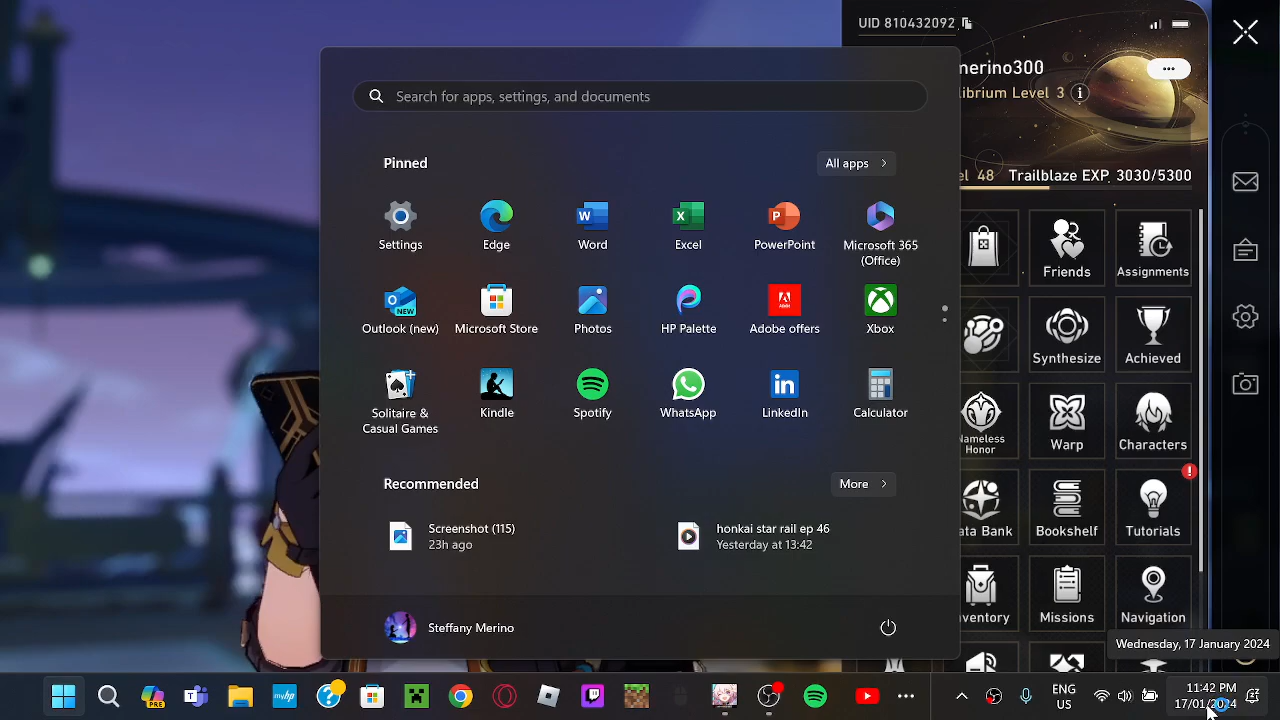 UID 810432092
merino300
librium Level 3
el 48 Trailblaze EXP. 3030/5300
Search for apps, settings, and documents
Pinned
All apps
Settings
Edge
Word
Excel
PowerPoint
Microsoft 365
(Office)
Outlook (new)
Microsoft Store
Photos
HP Palette
Adobe offers
Xbox
Solitaire &
Casual Games
Kindle
Spotify
WhatsApp
LinkedIn
Calculator
Recommended
More
Screenshot (115)
23h ago
honkai star rail ep 46
Yesterday at 13:42
Steffany Merino
Friends
Assignments
Synthesize
Achieved
Nameless
Honor
Warp
Characters
ata Bank
Bookshelf
Tutorials
nventory
Missions
Navigation
Wednesday, 17 January 2024
PRE
myhp
ENG
US
11:42 PM
17/01/2024